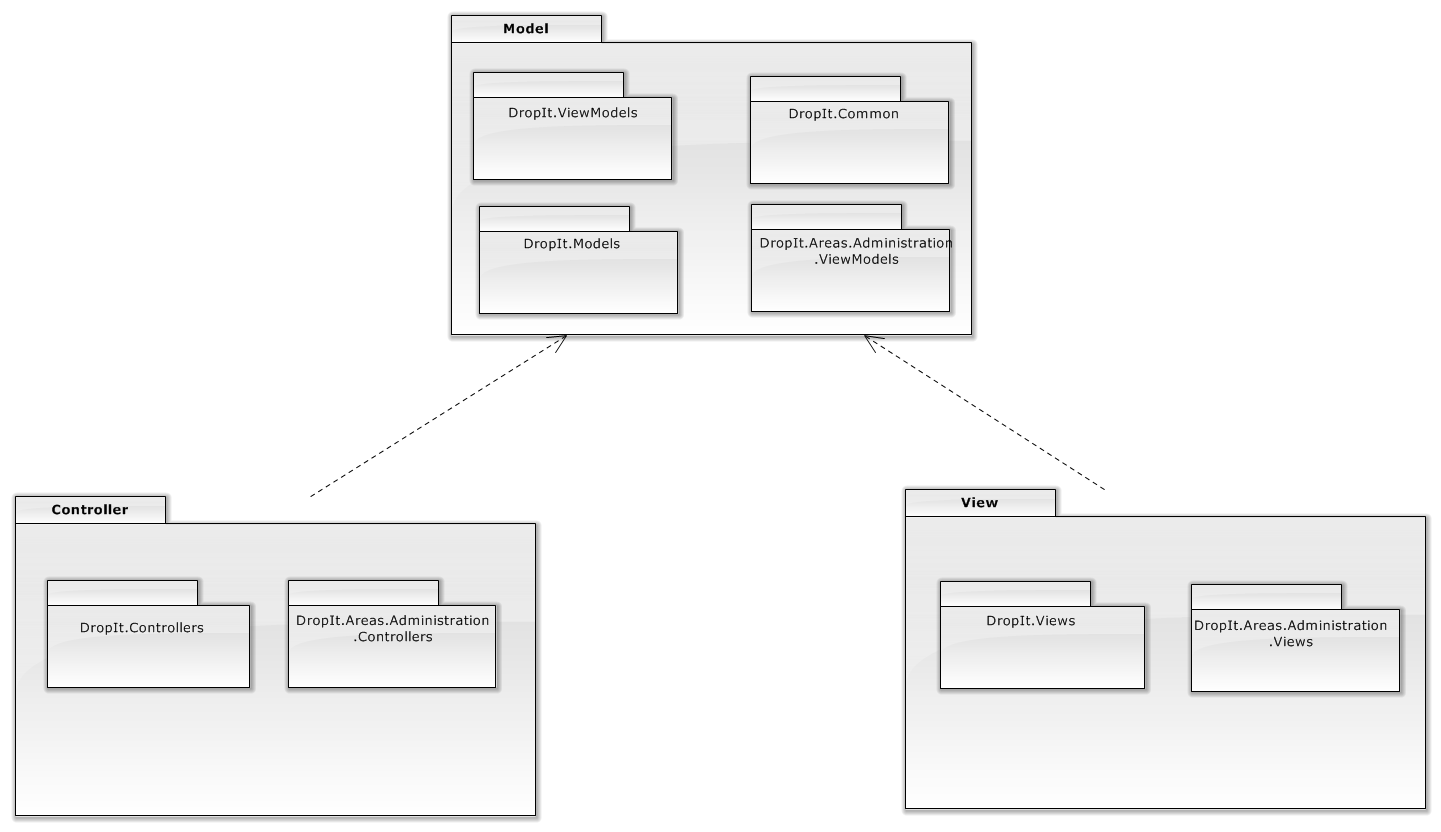 Model
DropIt.ViewModels
DropIt.Common
DropIt.Models
DropIt.Areas.Administration
.ViewModels
Controller
DropIt.Controllers
DropIt.Areas.Administration
.Controllers
View
DropIt.Views
DropIt.Areas.Administration
.Views